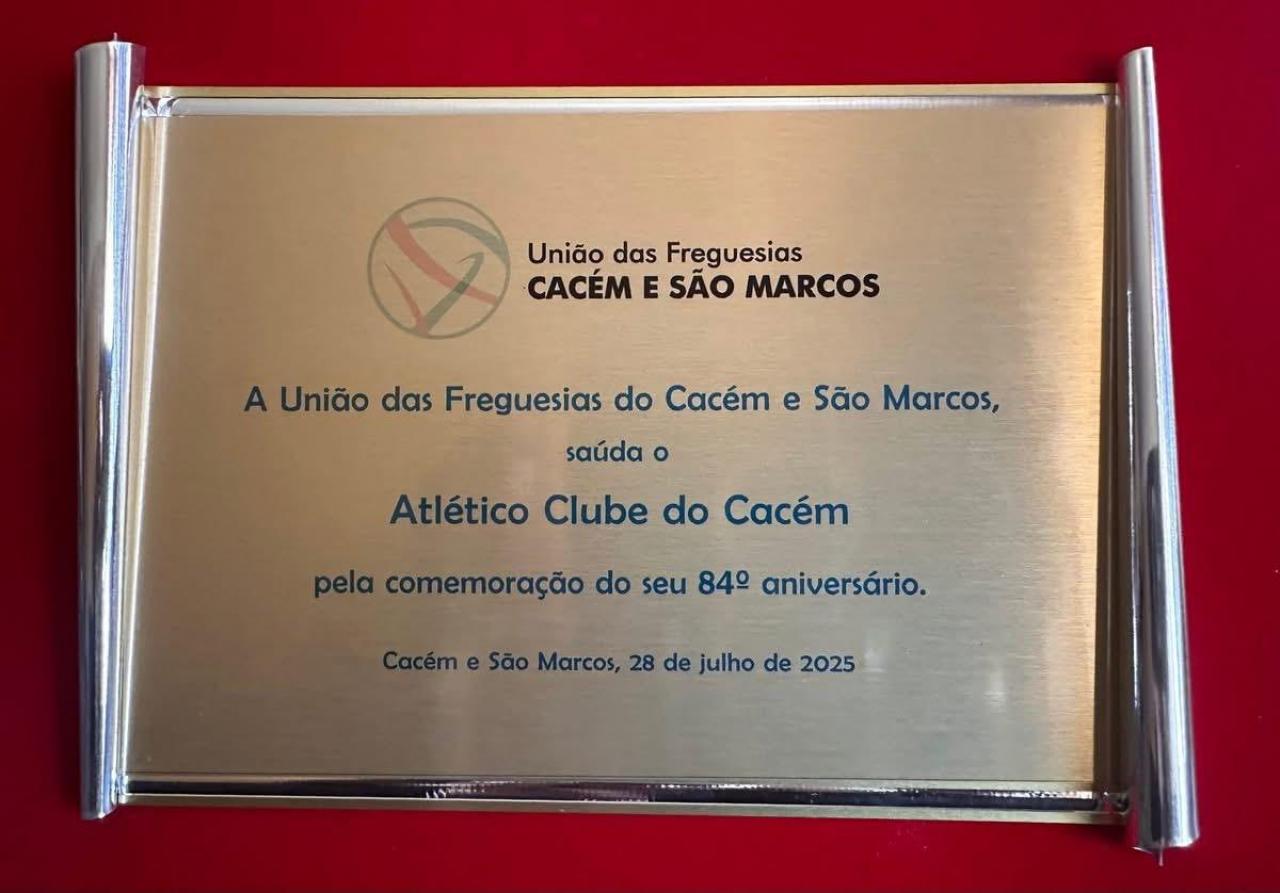 União das Freguesias
CACÉM E SÃO MARCOS
A União das Freguesias do Cacém e São Marcos,
saúda o
Atlético Clube do Cacém
pela comemoração do seu 84º aniversário.
Cacém e São Marcos, 28 de julho de 2025